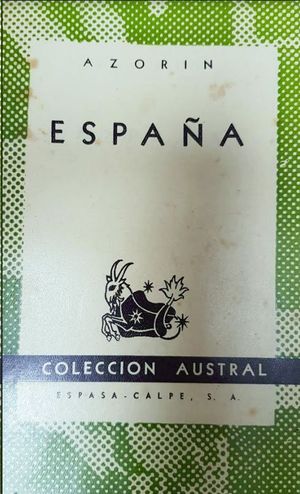 AZORIN
ESPAÑA
COLECCION AUSTRAL
ESPASA-CALPE, S. A.